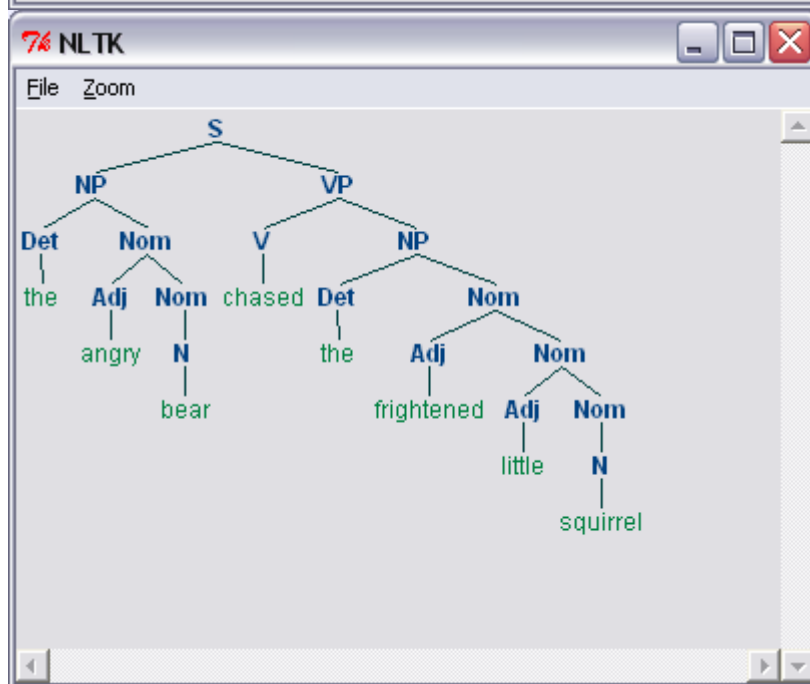 NLTK
File Zoom
S
NP VP
Det Nom V NP
the Adj Nom chased Det Nom
angry N the Adj Nom
bear frightened Adj Nom
little N
squirrel